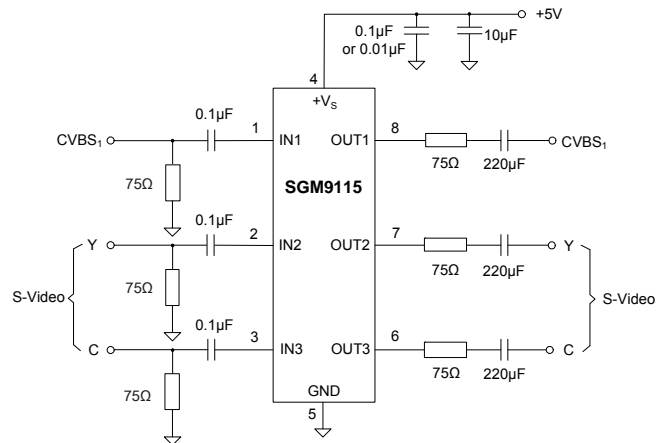 +5V
0.1µF
or 0.01µF
10µF
4
+VS
0.1µF
1
IN1
OUT1
8
CVBS1
75Ω
220µF
CVBS1
75Ω
SGM9115
0.1µF
2
IN2
OUT2
7
Y
75Ω
220µF
Y
75Ω
S-Video
S-Video
0.1µF
3
IN3
OUT3
6
C
75Ω
220µF
C
75Ω
GND
5